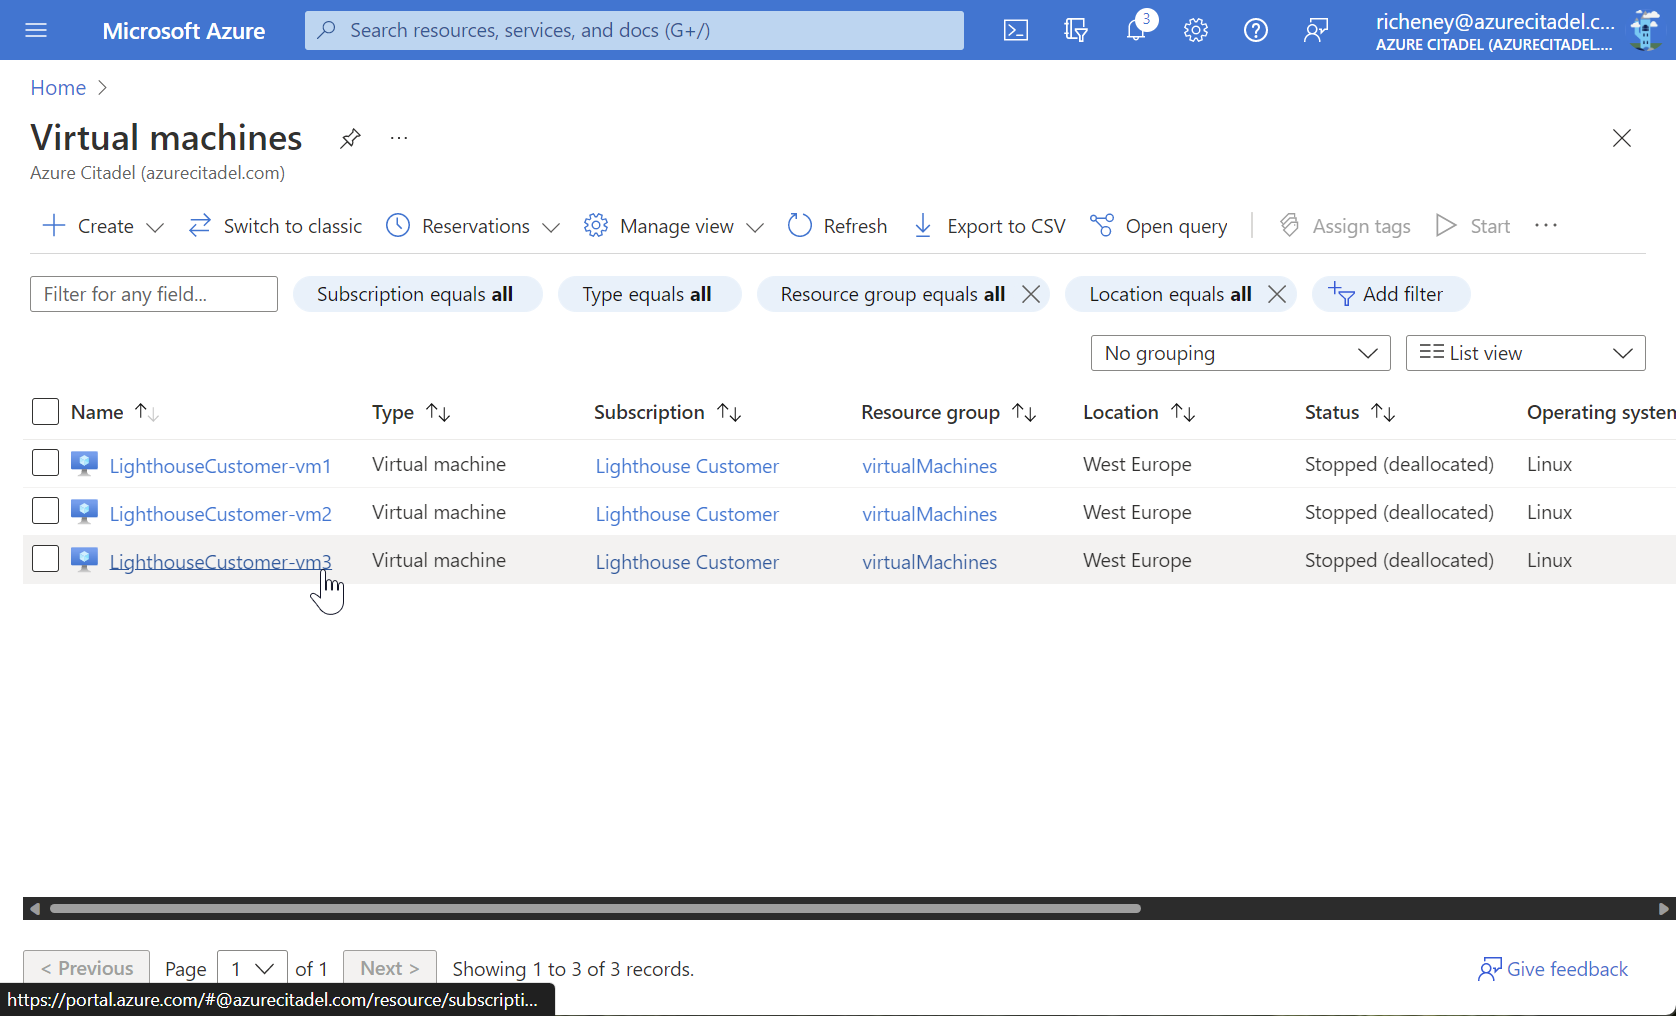 Microsoft Azure
Search resources, services, and docs (G+/)
3
richeney@azurecitadel.c...
AZURE CITADEL (AZURECITADEL....
Home >
Virtual machines
...
Azure Citadel (azurecitadel.com)
Create Switch to classic Reservations Manage view Refresh Export to CSV Open query Assign tags Start ...
Filter for any field... Subscription equals all Type equals all Resource group equals all Location equals all Add filter
No grouping List view
Name Type Subscription Resource group Location Status Operating system
LighthouseCustomer-vm1 Virtual machine Lighthouse Customer virtualMachines West Europe Stopped (deallocated) Linux
LighthouseCustomer-vm2 Virtual machine Lighthouse Customer virtualMachines West Europe Stopped (deallocated) Linux
LighthouseCustomer-vm3 Virtual machine Lighthouse Customer virtualMachines West Europe Stopped (deallocated) Linux
< Previous Page 1 of 1 Next > Showing 1 to 3 of 3 records. Give feedback
https://portal.azure.com/#@azurecitadel.com/resource/subscripti...